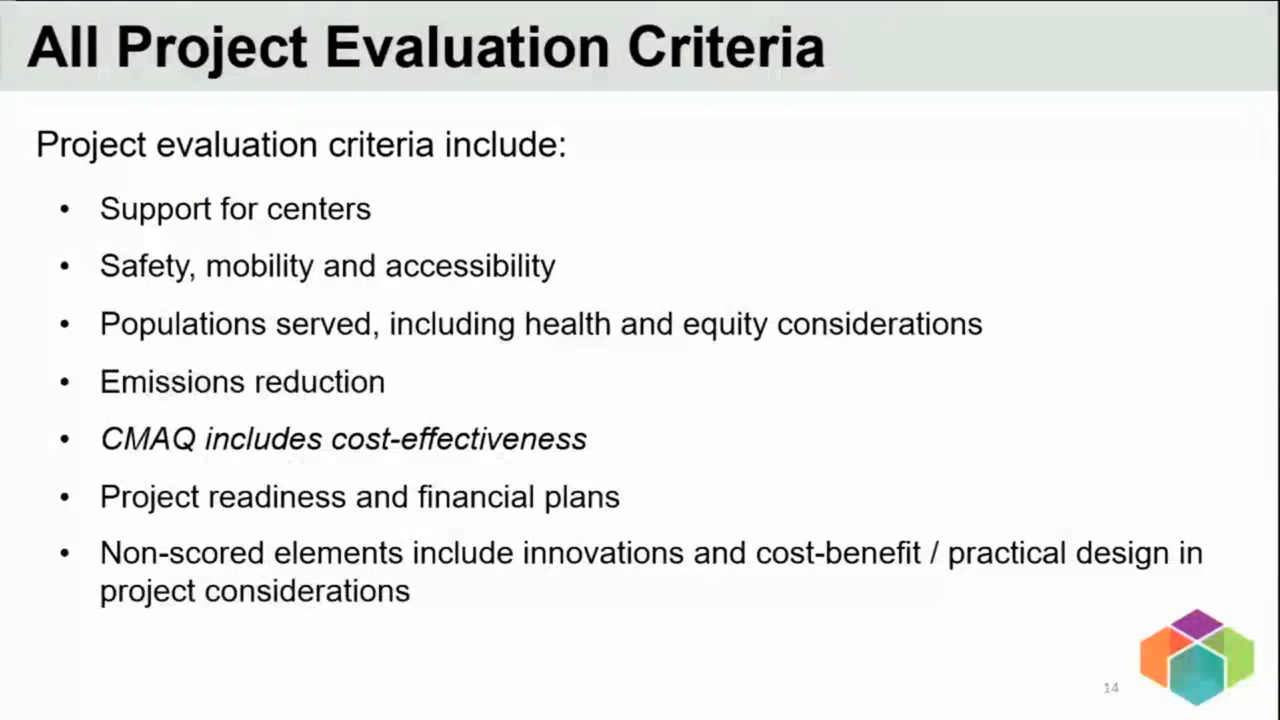 All Project Evaluation Criteria
Project evaluation criteria include:
• Support for centers
• Safety, mobility and accessibility
• Populations served, including health and equity considerations
• Emissions reduction
• CMAQ includes cost-effectiveness
• Project readiness and financial plans
• Non-scored elements include innovations and cost-benefit / practical design in
project considerations
14